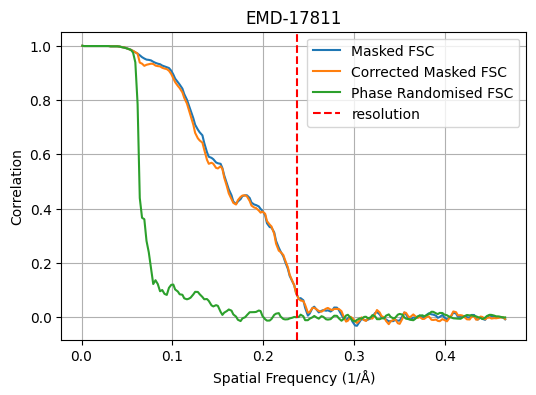 EMD-17811
Masked FSC
Corrected Masked FSC
Phase Randomised FSC
resolution
Correlation
1.0
0.8
0.6
0.4
0.2
0.0
0.0 0.1 0.2 0.3 0.4
Spatial Frequency (1/Å)